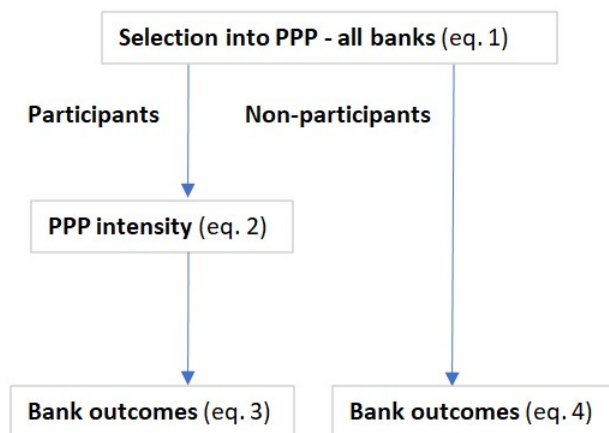 Selection into PPP - all banks (eq. 1)
Participants
Non-participants
PPP intensity (eq. 2)
Bank outcomes (eq. 3)
Bank outcomes (eq. 4)